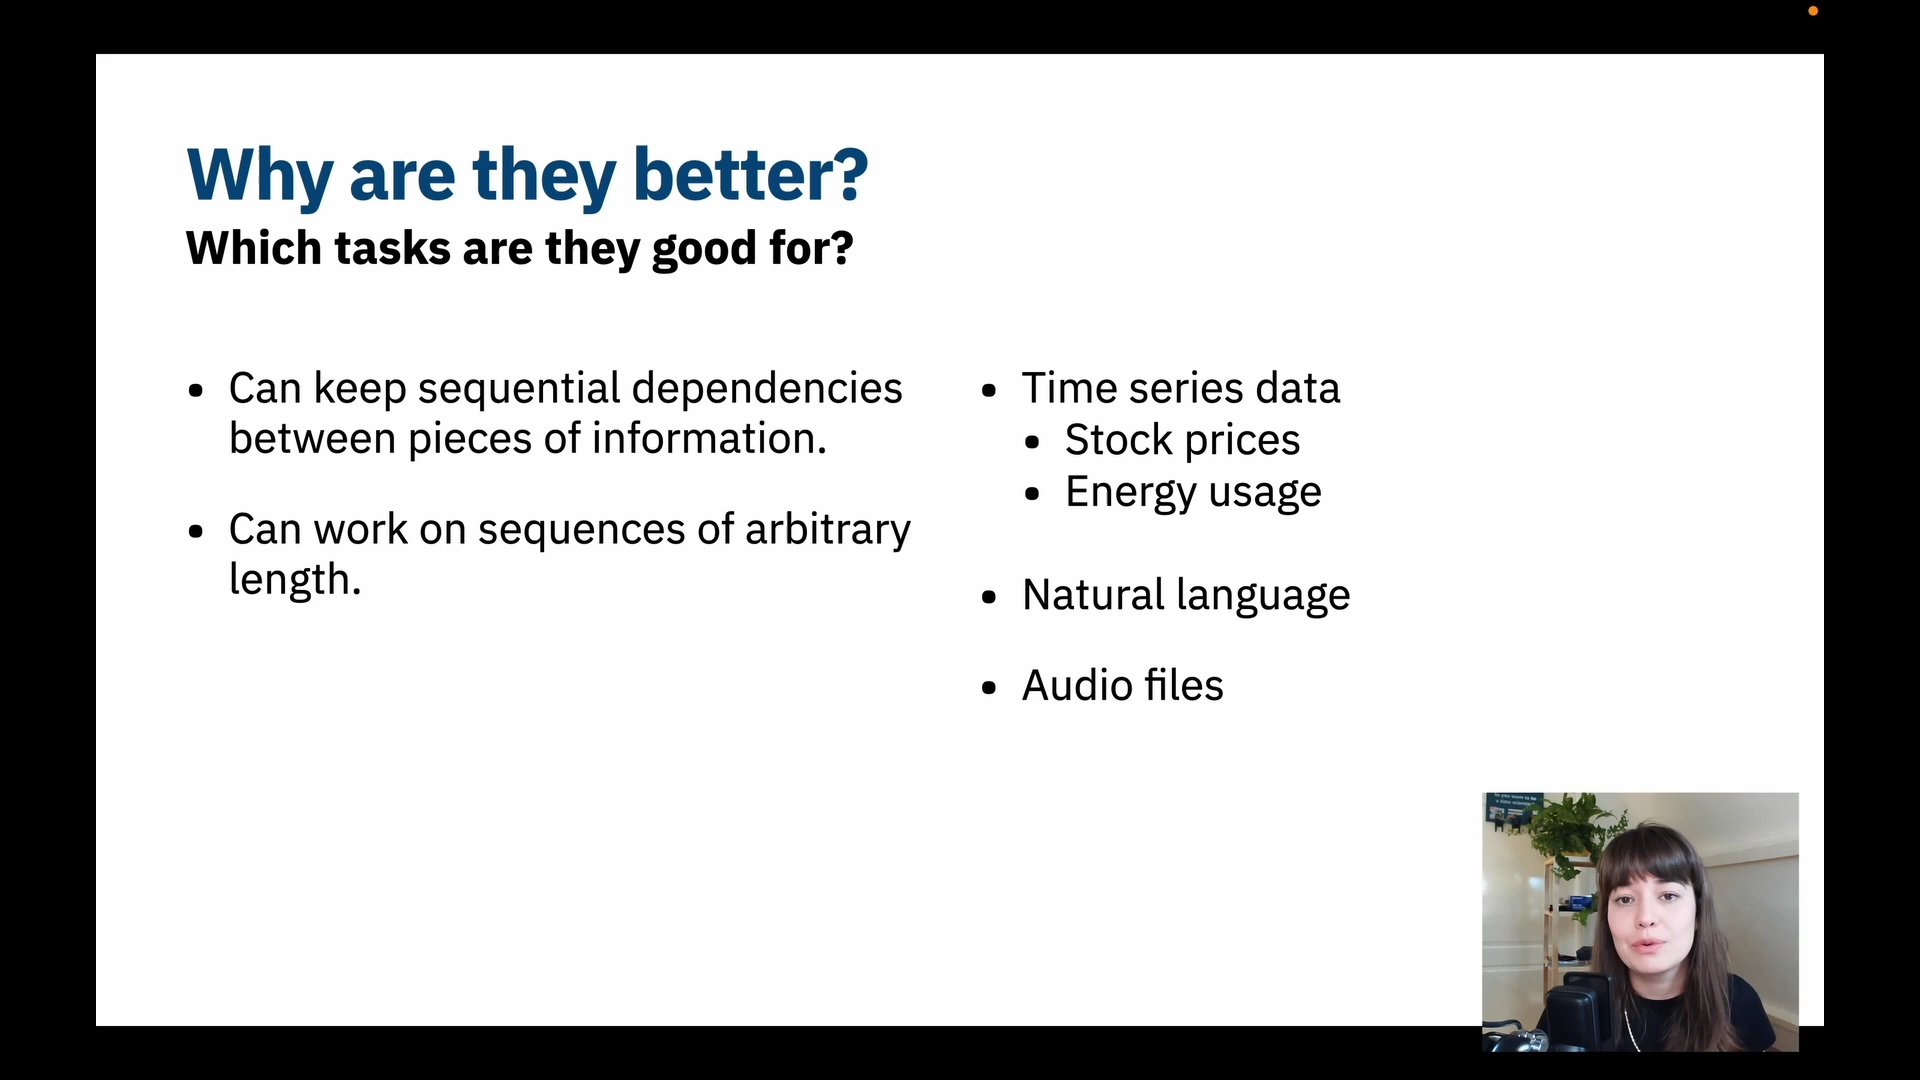 Why are they better?
Which tasks are they good for?
• Can keep sequential dependencies
between pieces of information.
• Can work on sequences of arbitrary
length.
• Time series data
• Stock prices
• Energy usage
• Natural language
• Audio files